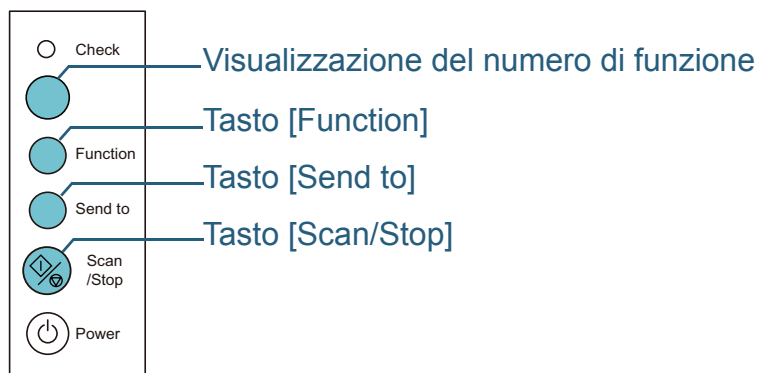 Check
Visualizzazione del numero di funzione
Tasto [Function]
Function
Tasto [Send to]
Send to
Tasto [Scan/Stop]
Scan
/Stop
Power